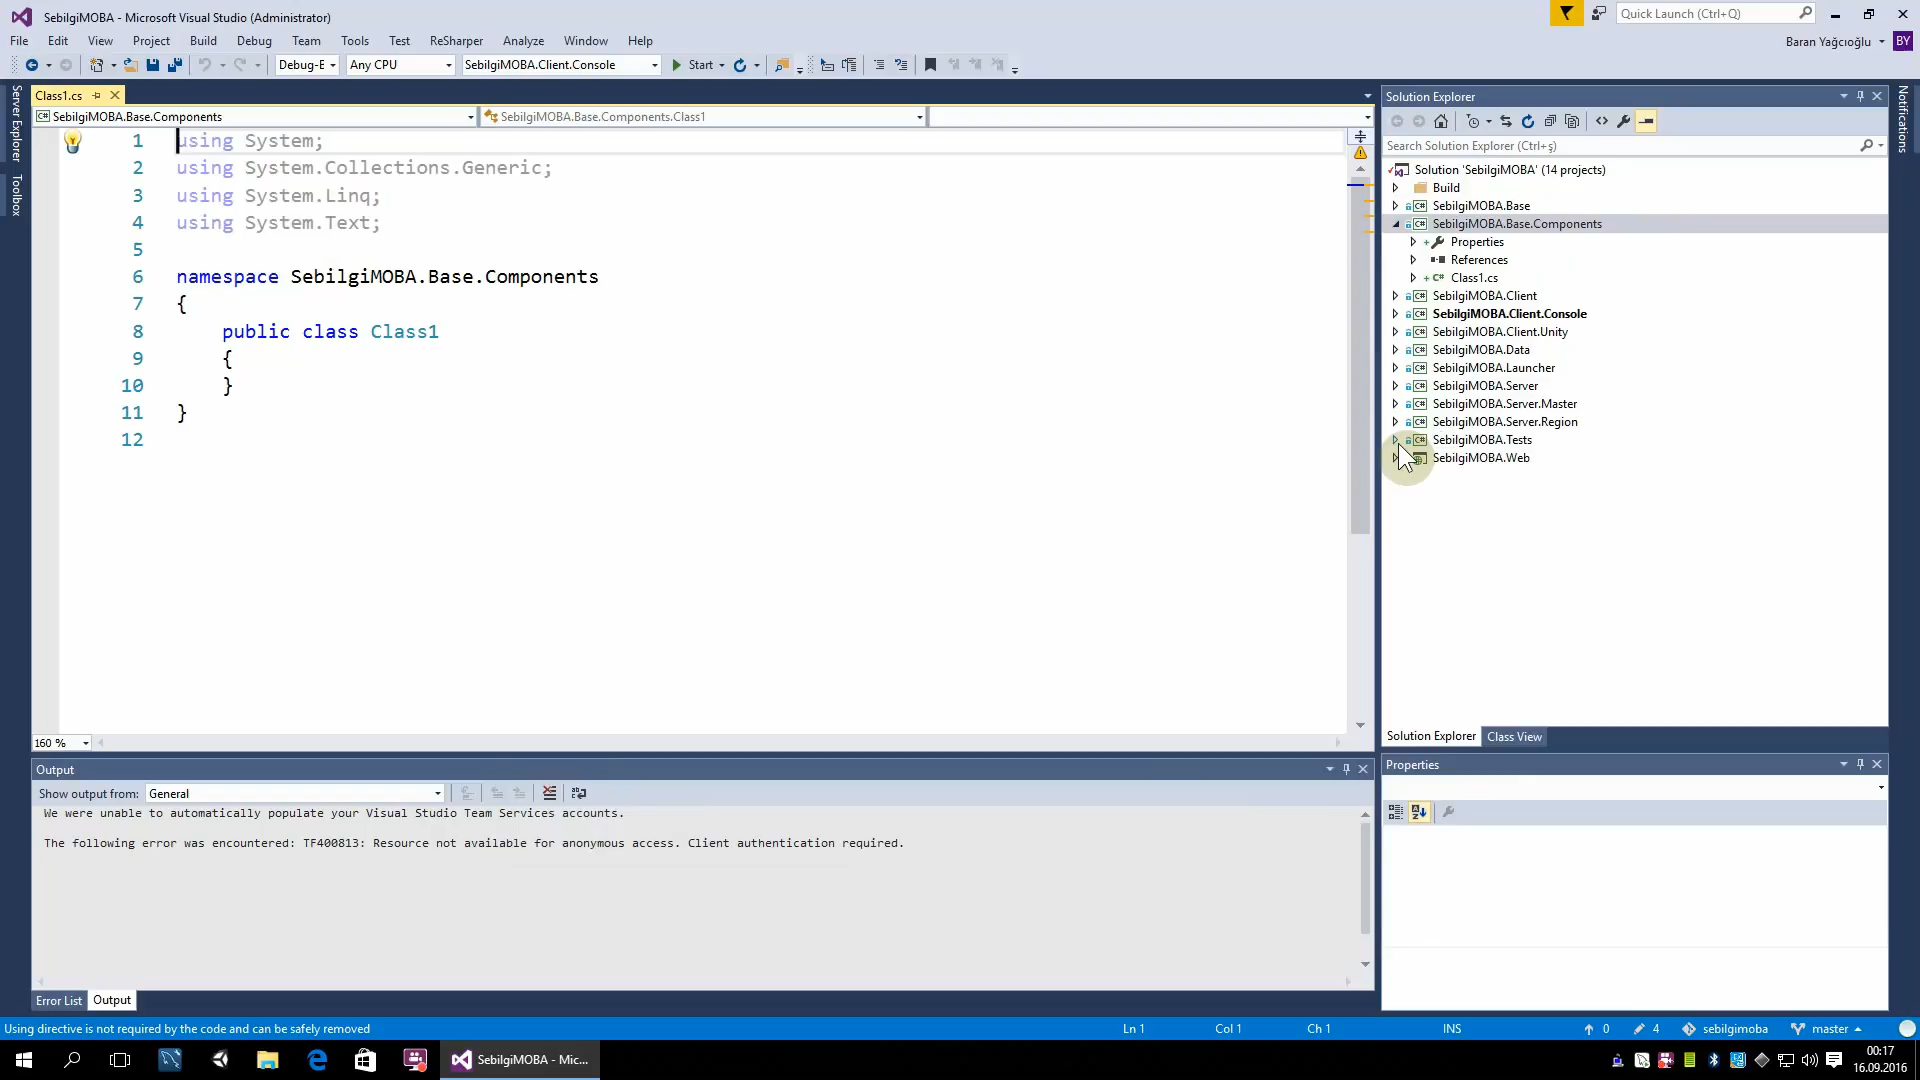 SebilgiMOBA - Microsoft Visual Studio (Administrator)
Quick Launch (Ctrl+Q)
File Edit View Project Build Debug Team Tools Test ReSharper Analyze Window Help
Baran Yağcıoğlu BY
Debug-E Any CPU SebilgiMOBA.Client.Console Start
Server Explorer
Toolbox
Notifications
Class1.cs
SebilgiMOBA.Base.Components SebilgiMOBA.Base.Components.Class1
1 using System;
2 using System.Collections.Generic;
3 using System.Linq;
4 using System.Text;
5
6 namespace SebilgiMOBA.Base.Components
7 {
8 public class Class1
9 {
10 }
11 }
12
160 %
Solution Explorer
Search Solution Explorer (Ctrl+ş)
Solution 'SebilgiMOBA' (14 projects)
Build
SebilgiMOBA.Base
SebilgiMOBA.Base.Components
Properties
References
Class1.cs
SebilgiMOBA.Client
SebilgiMOBA.Client.Console
SebilgiMOBA.Client.Unity
SebilgiMOBA.Data
SebilgiMOBA.Launcher
SebilgiMOBA.Server
SebilgiMOBA.Server.Master
SebilgiMOBA.Server.Region
SebilgiMOBA.Tests
SebilgiMOBA.Web
Solution Explorer Class View
Properties
Output
Show output from: General
We were unable to automatically populate your Visual Studio Team Services accounts.
The following error was encountered: TF400813: Resource not available for anonymous access. Client authentication required.
Error List Output
Using directive is not required by the code and can be safely removed Ln 1 Col 1 Ch 1 INS 0 4 sebilgimoba master
SebilgiMOBA - Mic...
00:17
16.09.2016